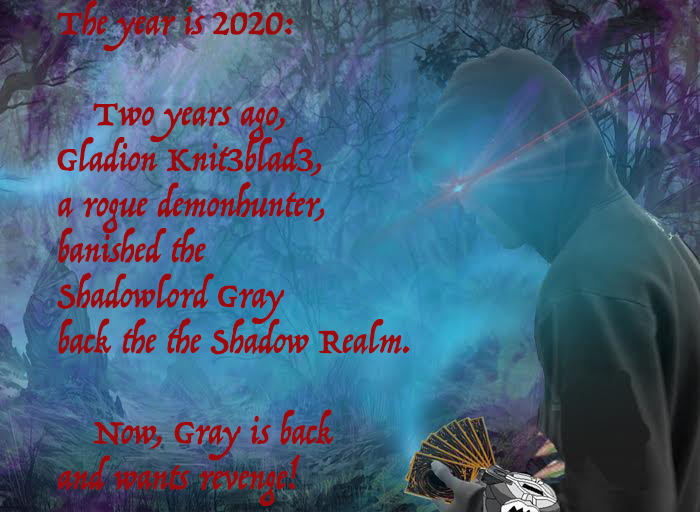 The year is 2020:
Two years ago,
Gladion Knit3blad3,
a rogue demonhunter,
banished the
Shadowlord Gray
back the the Shadow Realm.
Now, Gray is back
and wants revenge!